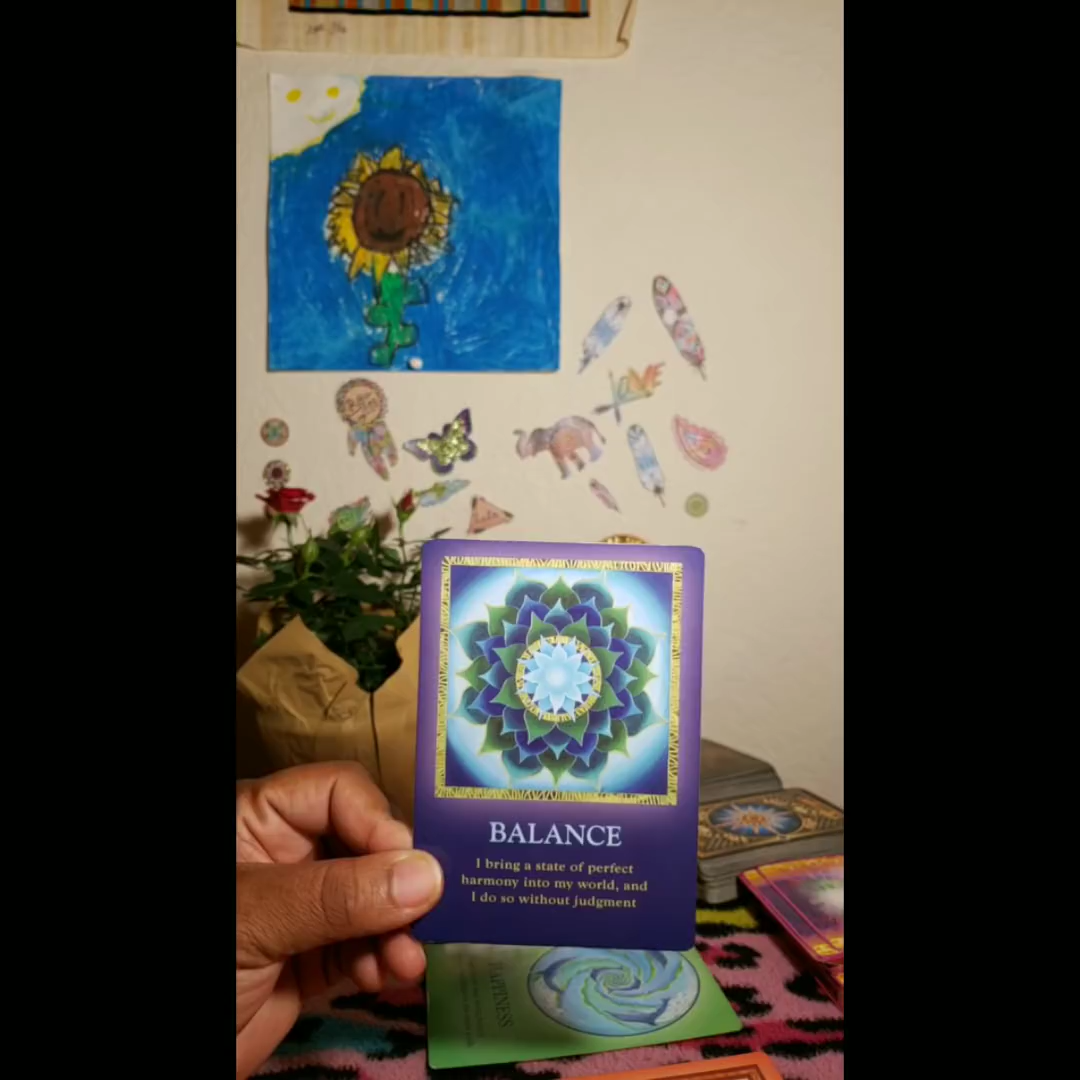 BALANCE
I bring a state of perfect
harmony into my world, and
I do so without judgment
HAPPINESS